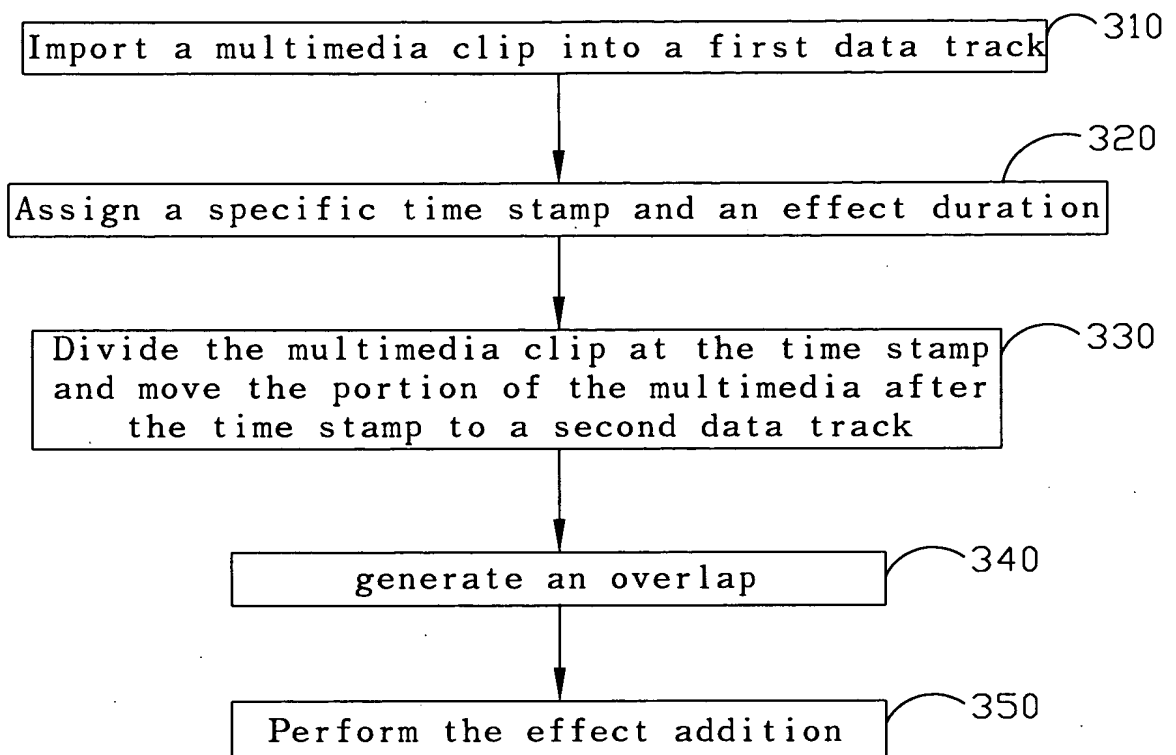 310
Import a multimedia clip into a first data track
320
Assign a specific time stamp and an effect duration
330
Divide the multimedia clip at the time stamp
and move the portion of the multimedia after
the time stamp to a second data track
340
generate an overlap
350
Perform the effect addition